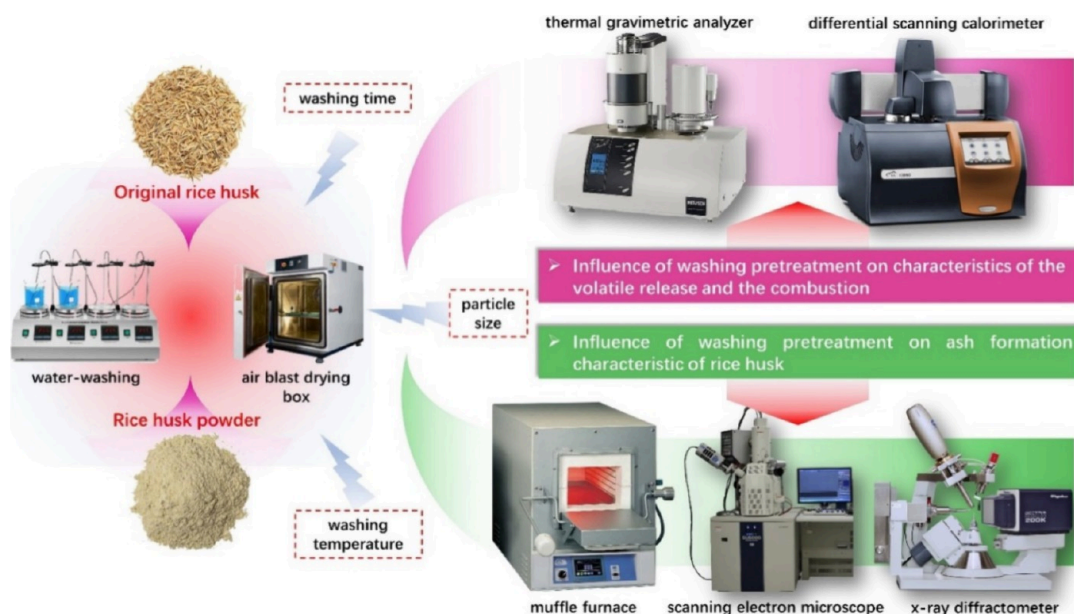 thermal gravimetric analyzer
differential scanning calorimeter
washing time
Original rice husk
➢ Influence of washing pretreatment on characteristics of the
volatile release and the combustion
particle
size
➢ Influence of washing pretreatment on ash formation
characteristic of rice husk
water-washing
air blast drying
box
Rice husk powder
washing
temperature
muffle furnace
scanning electron microscope
x-ray diffractometer